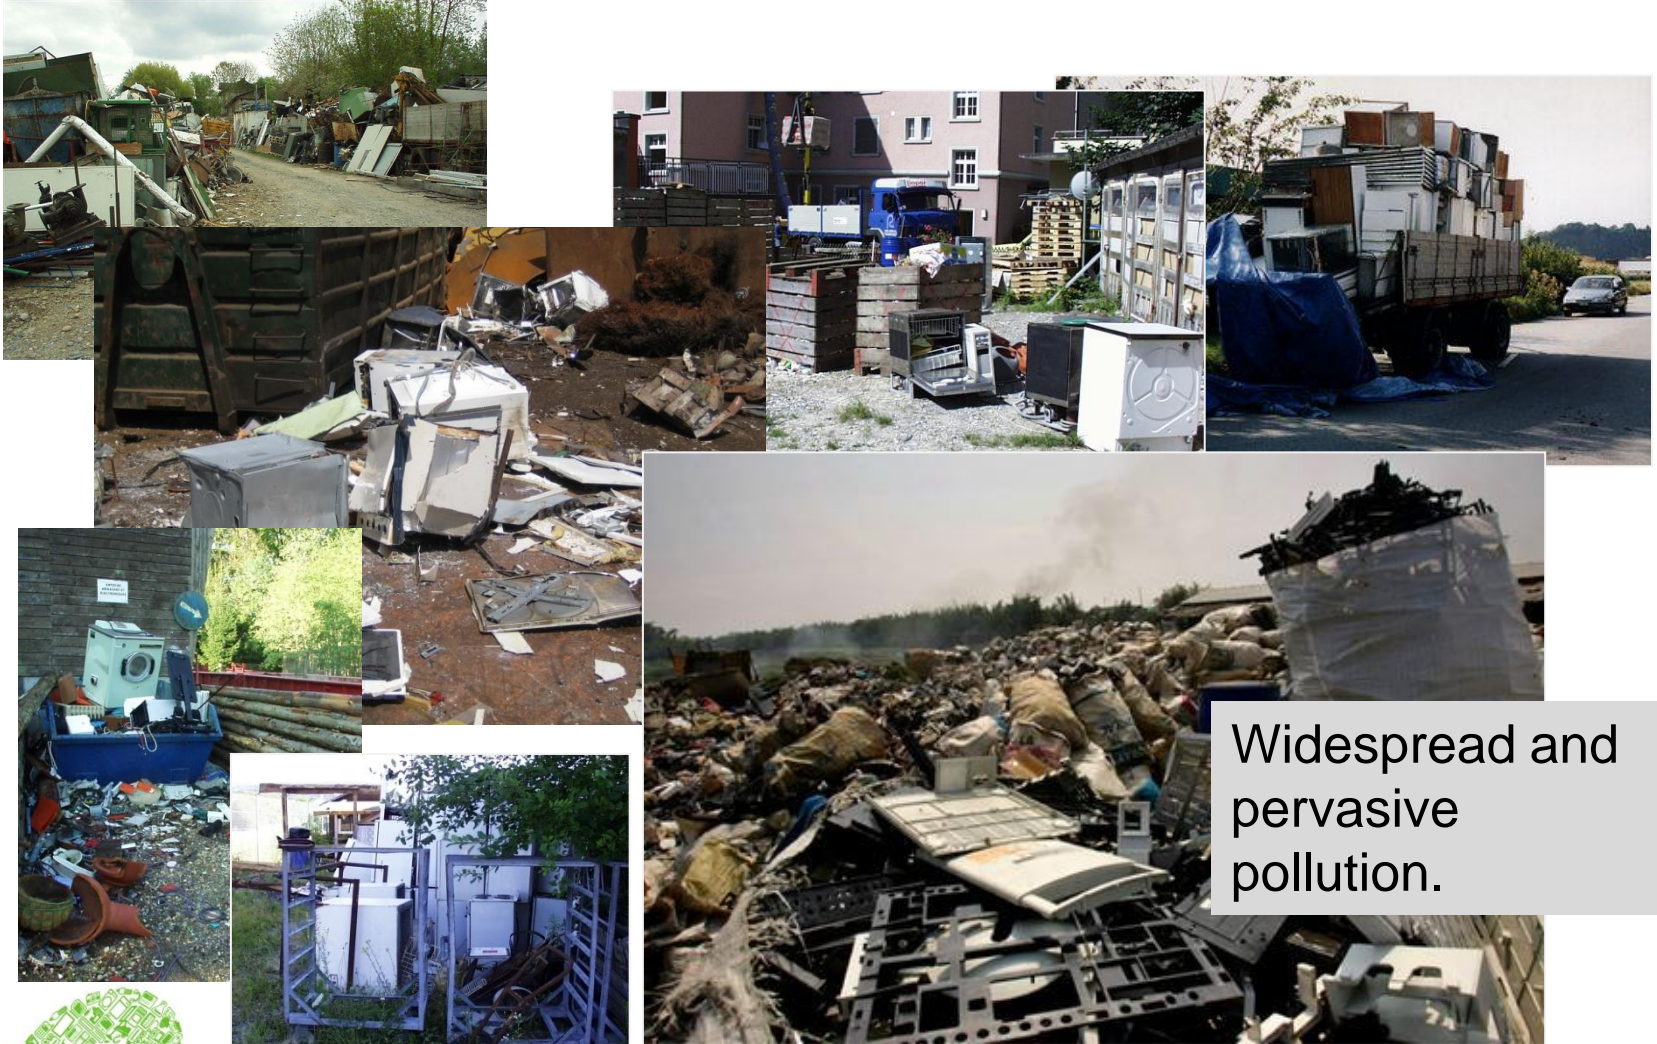 Widespread and
pervasive
pollution.